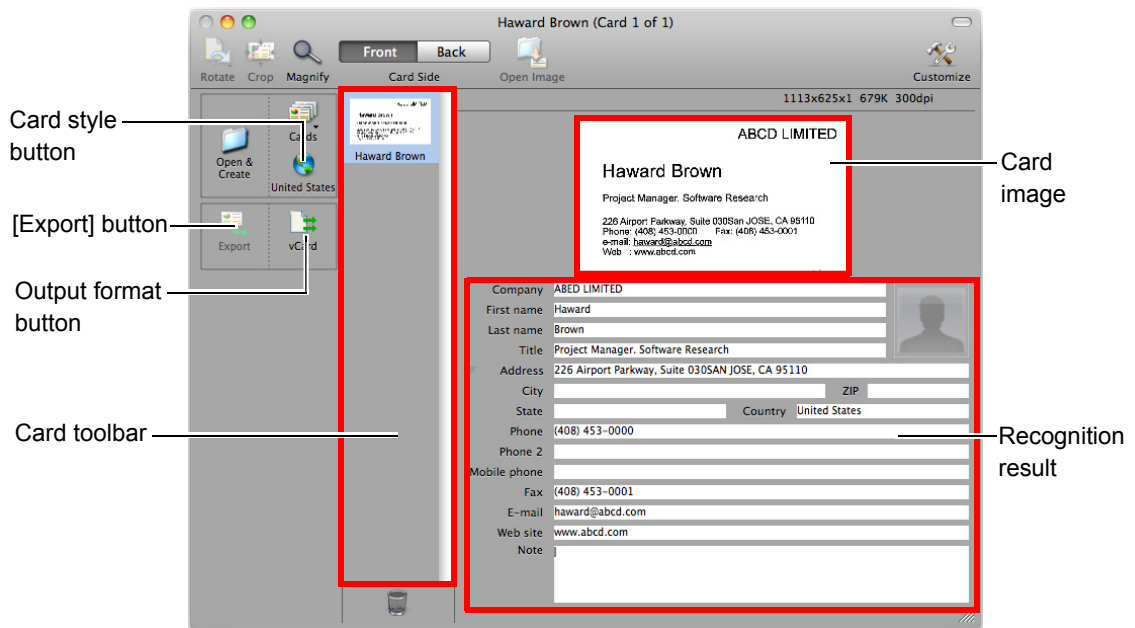 Haward Brown (Card 1 of 1)
Rotate Crop Magnify
Front Back
Card Side
Open Image
Customize
1113x625x1 679K 300dpi
Card style
button
Open &
Create
Cards
United States
[Export] button
Export
vCard
Output format
button
Card toolbar
Haward Brown
ABCD LIMITED
Haward Brown
Project Manager. Software Research
226 Airport Parkway, Suite 030San JOSE, CA 95110
Phone: (408) 453-0000 Fax: (408) 453-0001
e-mail: haward@abcd.com
Web : www.abcd.com
Card
image
Company ABED LIMITED
First name Haward
Last name Brown
Title Project Manager. Software Research
Address 226 Airport Parkway, Suite 030SAN JOSE, CA 95110
City ZIP
State Country United States
Phone (408) 453-0000
Phone 2
Mobile phone
Fax (408) 453-0001
E-mail haward@abcd.com
Web site www.abcd.com
Note
Recognition
result